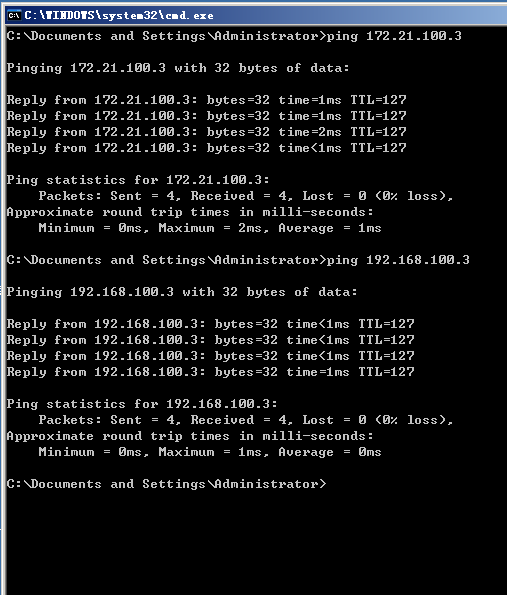 C:\WINDOWS\system32\cmd.exe
C:\Documents and Settings\Administrator>ping 172.21.100.3
Pinging 172.21.100.3 with 32 bytes of data:
Reply from 172.21.100.3: bytes=32 time=1ms TTL=127
Reply from 172.21.100.3: bytes=32 time=1ms TTL=127
Reply from 172.21.100.3: bytes=32 time=2ms TTL=127
Reply from 172.21.100.3: bytes=32 time<1ms TTL=127
Ping statistics for 172.21.100.3:
    Packets: Sent = 4, Received = 4, Lost = 0 (0% loss),
Approximate round trip times in milli-seconds:
    Minimum = 0ms, Maximum = 2ms, Average = 1ms
C:\Documents and Settings\Administrator>ping 192.168.100.3
Pinging 192.168.100.3 with 32 bytes of data:
Reply from 192.168.100.3: bytes=32 time<1ms TTL=127
Reply from 192.168.100.3: bytes=32 time<1ms TTL=127
Reply from 192.168.100.3: bytes=32 time<1ms TTL=127
Reply from 192.168.100.3: bytes=32 time=1ms TTL=127
Ping statistics for 192.168.100.3:
    Packets: Sent = 4, Received = 4, Lost = 0 (0% loss),
Approximate round trip times in milli-seconds:
    Minimum = 0ms, Maximum = 1ms, Average = 0ms
C:\Documents and Settings\Administrator>